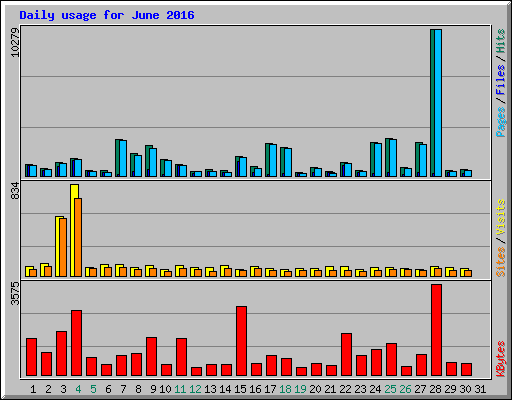 Daily usage for June 2016
10279
Pages / Files / Hits
834
Sites / Visits
3575
KBytes
1 2 3 4 5 6 7 8 9 10 11 12 13 14 15 16 17 18 19 20 21 22 23 24 25 26 27 28 29 30 31